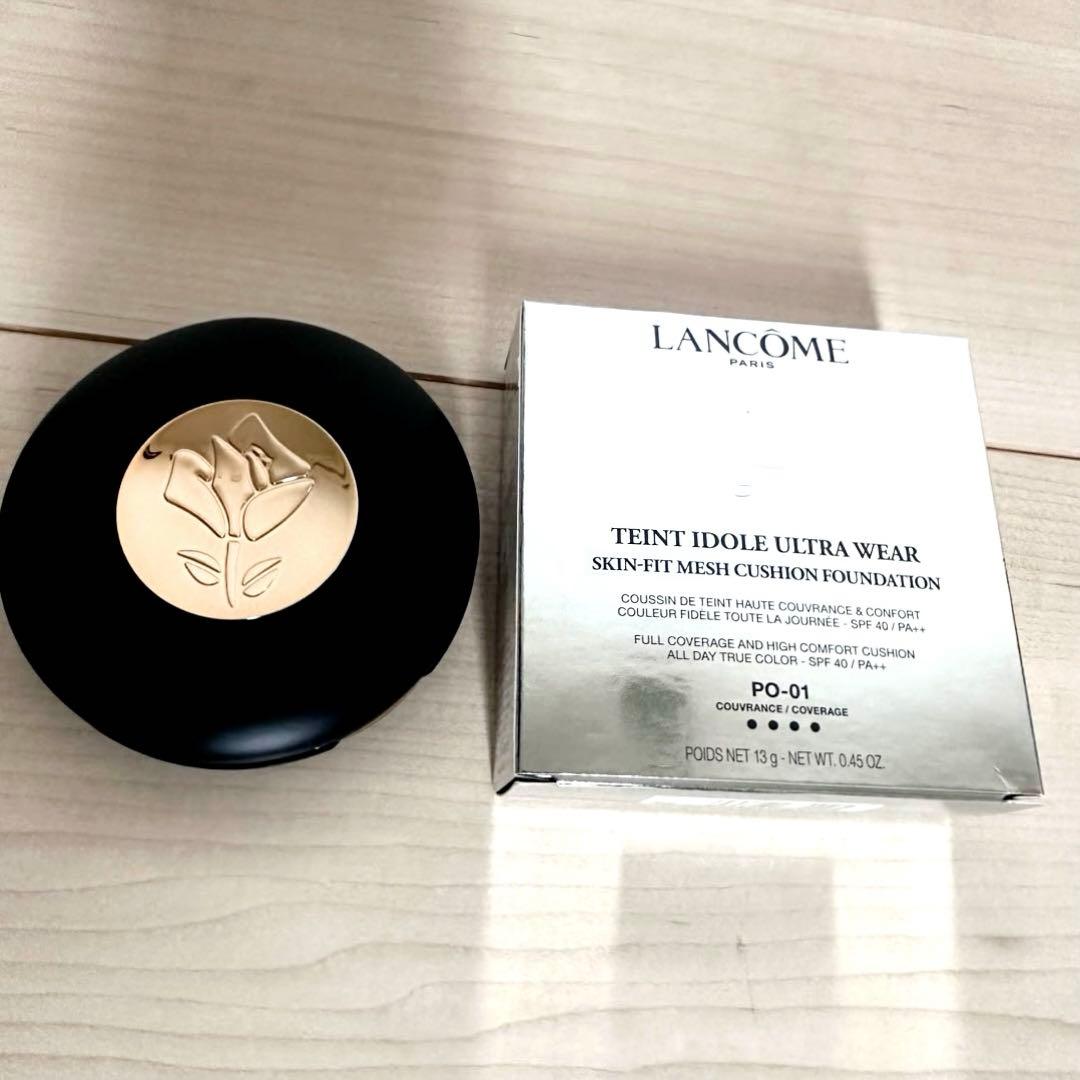 LANCÔME
PARIS
TEINT IDOLE ULTRA WEAR
SKIN-FIT MESH CUSHION FOUNDATION
COUSSIN DE TEINT HAUTE COUVRANCE & CONFORT
COULEUR FIDÈLE TOUTE LA JOURNÉE - SPF 40 / PA++
FULL COVERAGE AND HIGH COMFORT CUSHION
ALL DAY TRUE COLOR - SPF 40 / PA++
PO-01
COUVRANCE / COVERAGE
POIDS NET 13 g - NET WT. 0.45 OZ.